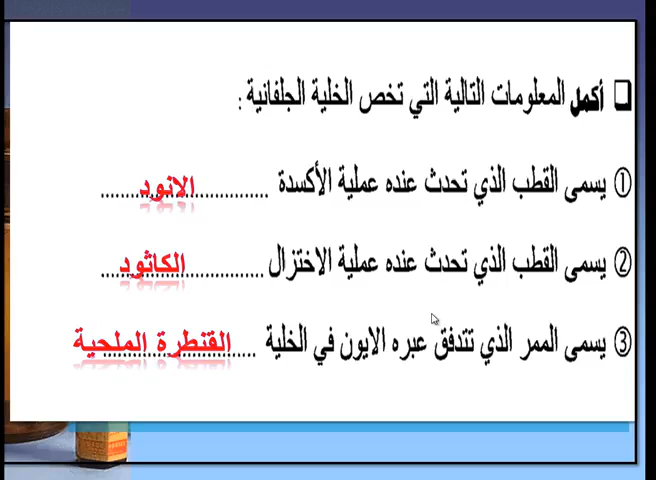 ❑ أكمل المعلومات التالية التي تخص الخلية الجلفانية :
① يسمى القطب الذي تحدث عنده عملية الأكسدة ........الانود........
② يسمى القطب الذي تحدث عنده عملية الاختزال ........الكاثود........
③ يسمى الممر الذي تتدفق عبره الايون في الخلية ........القنطرة الملحية